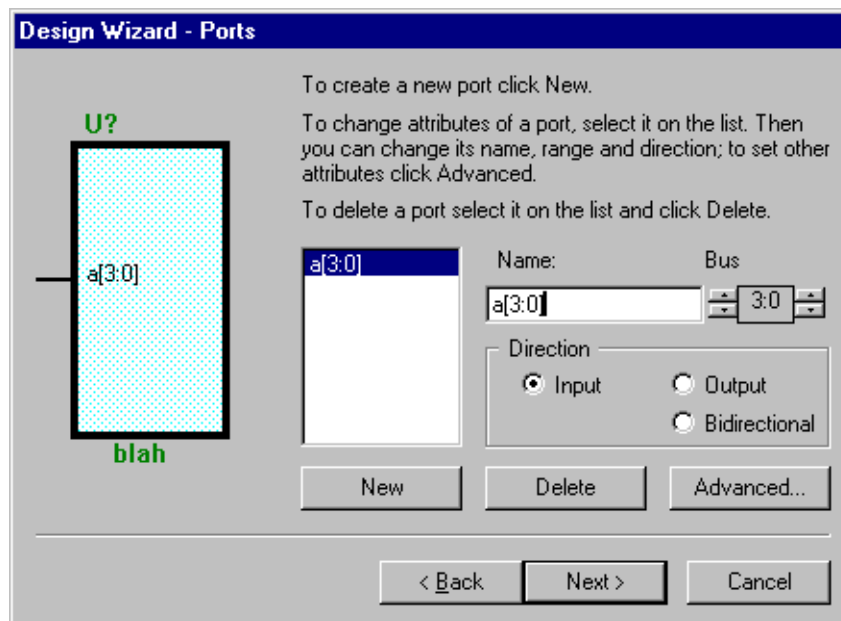 Design Wizard - Ports
To create a new port click New.
To change attributes of a port, select it on the list. Then
you can change its name, range and direction; to set other
attributes click Advanced.
To delete a port select it on the list and click Delete.
U?
a[3:0]
blah
a[3:0]
Name:
Bus
a[3:0]
3:0
Direction
Input
Output
Bidirectional
New
Delete
Advanced...
< Back
Next >
Cancel